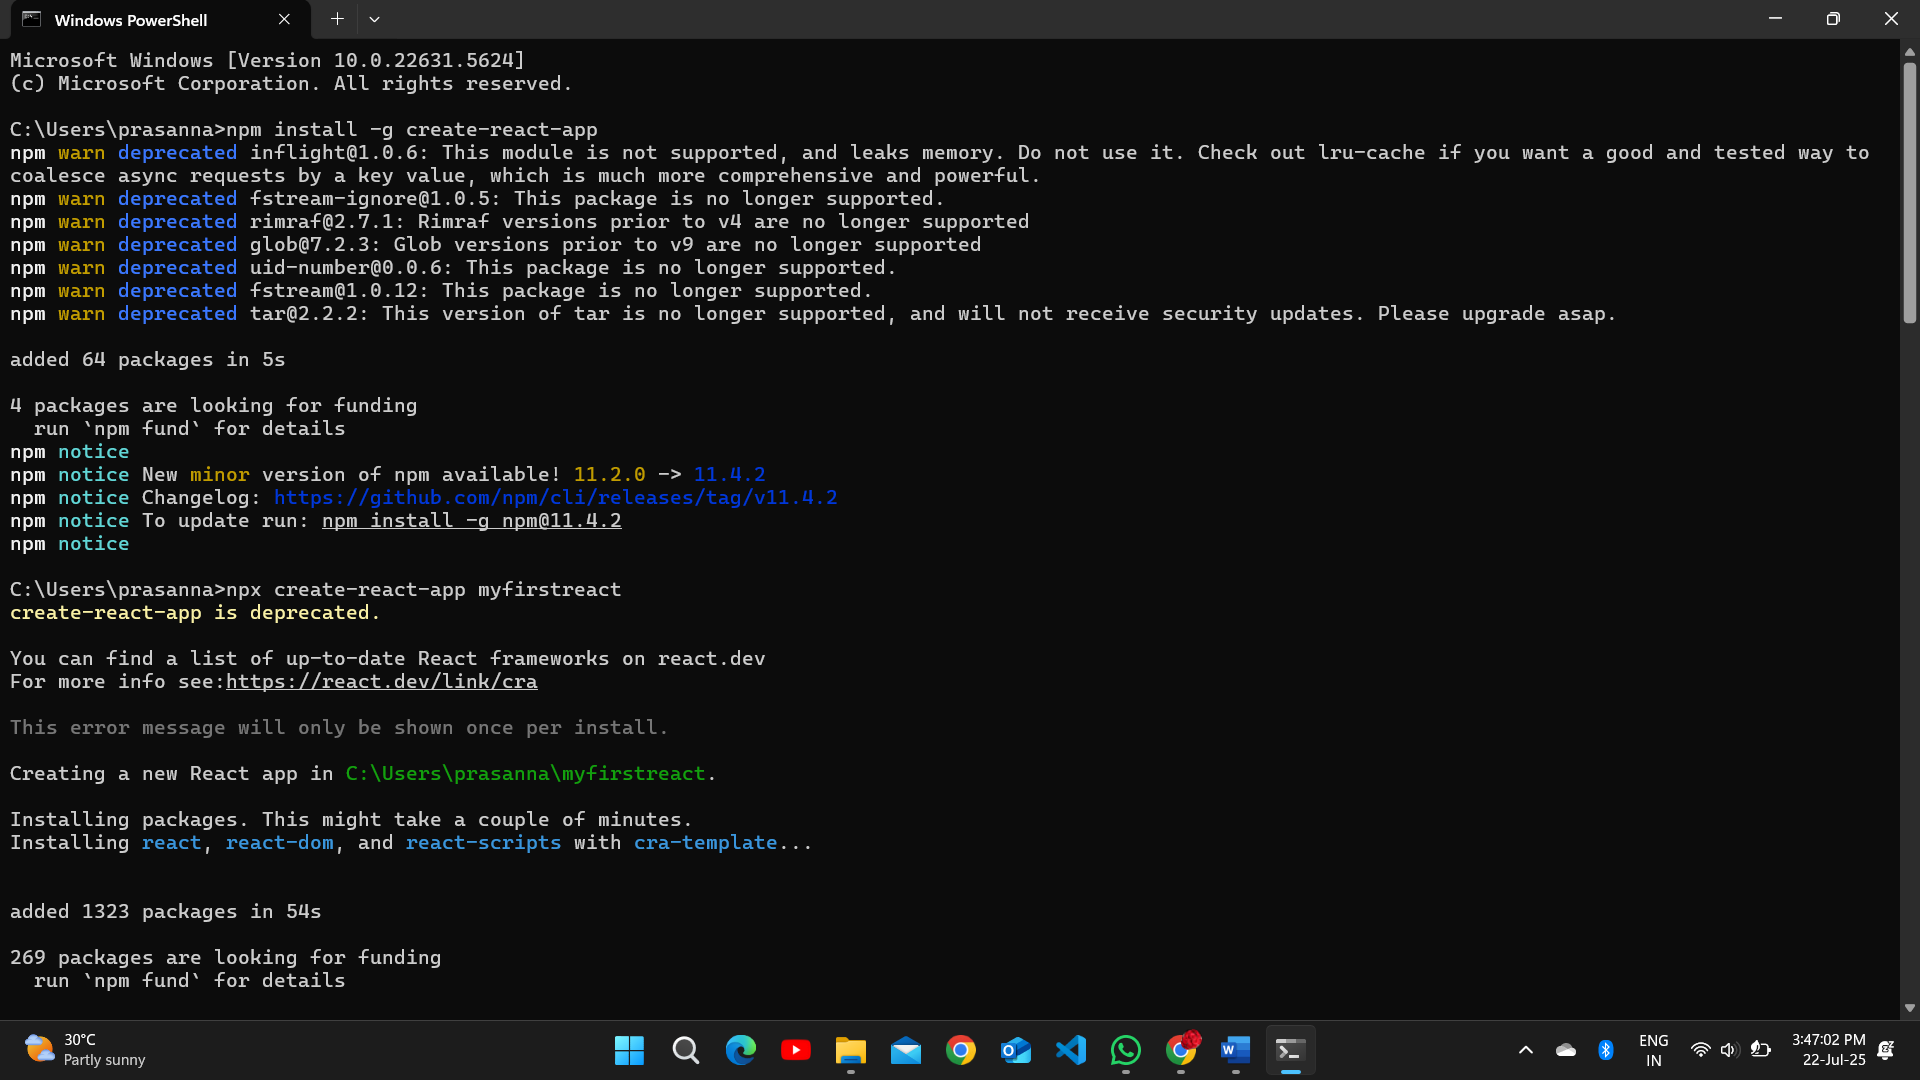 Windows PowerShell
Microsoft Windows [Version 10.0.22631.5624]
(c) Microsoft Corporation. All rights reserved.
C:\Users\prasanna>npm install -g create-react-app
npm warn deprecated inflight@1.0.6: This module is not supported, and leaks memory. Do not use it. Check out lru-cache if you want a good and tested way to
coalesce async requests by a key value, which is much more comprehensive and powerful.
npm warn deprecated fstream-ignore@1.0.5: This package is no longer supported.
npm warn deprecated rimraf@2.7.1: Rimraf versions prior to v4 are no longer supported
npm warn deprecated glob@7.2.3: Glob versions prior to v9 are no longer supported
npm warn deprecated uid-number@0.0.6: This package is no longer supported.
npm warn deprecated fstream@1.0.12: This package is no longer supported.
npm warn deprecated tar@2.2.2: This version of tar is no longer supported, and will not receive security updates. Please upgrade asap.
added 64 packages in 5s
4 packages are looking for funding
  run `npm fund` for details
npm notice
npm notice New minor version of npm available! 11.2.0 -> 11.4.2
npm notice Changelog: https://github.com/npm/cli/releases/tag/v11.4.2
npm notice To update run: npm install -g npm@11.4.2
npm notice
C:\Users\prasanna>npx create-react-app myfirstreact
create-react-app is deprecated.
You can find a list of up-to-date React frameworks on react.dev
For more info see:https://react.dev/link/cra
This error message will only be shown once per install.
Creating a new React app in C:\Users\prasanna\myfirstreact.
Installing packages. This might take a couple of minutes.
Installing react, react-dom, and react-scripts with cra-template...
added 1323 packages in 54s
269 packages are looking for funding
  run `npm fund` for details
30°C
Partly sunny
ENG
IN
3:47:02 PM
22-Jul-25